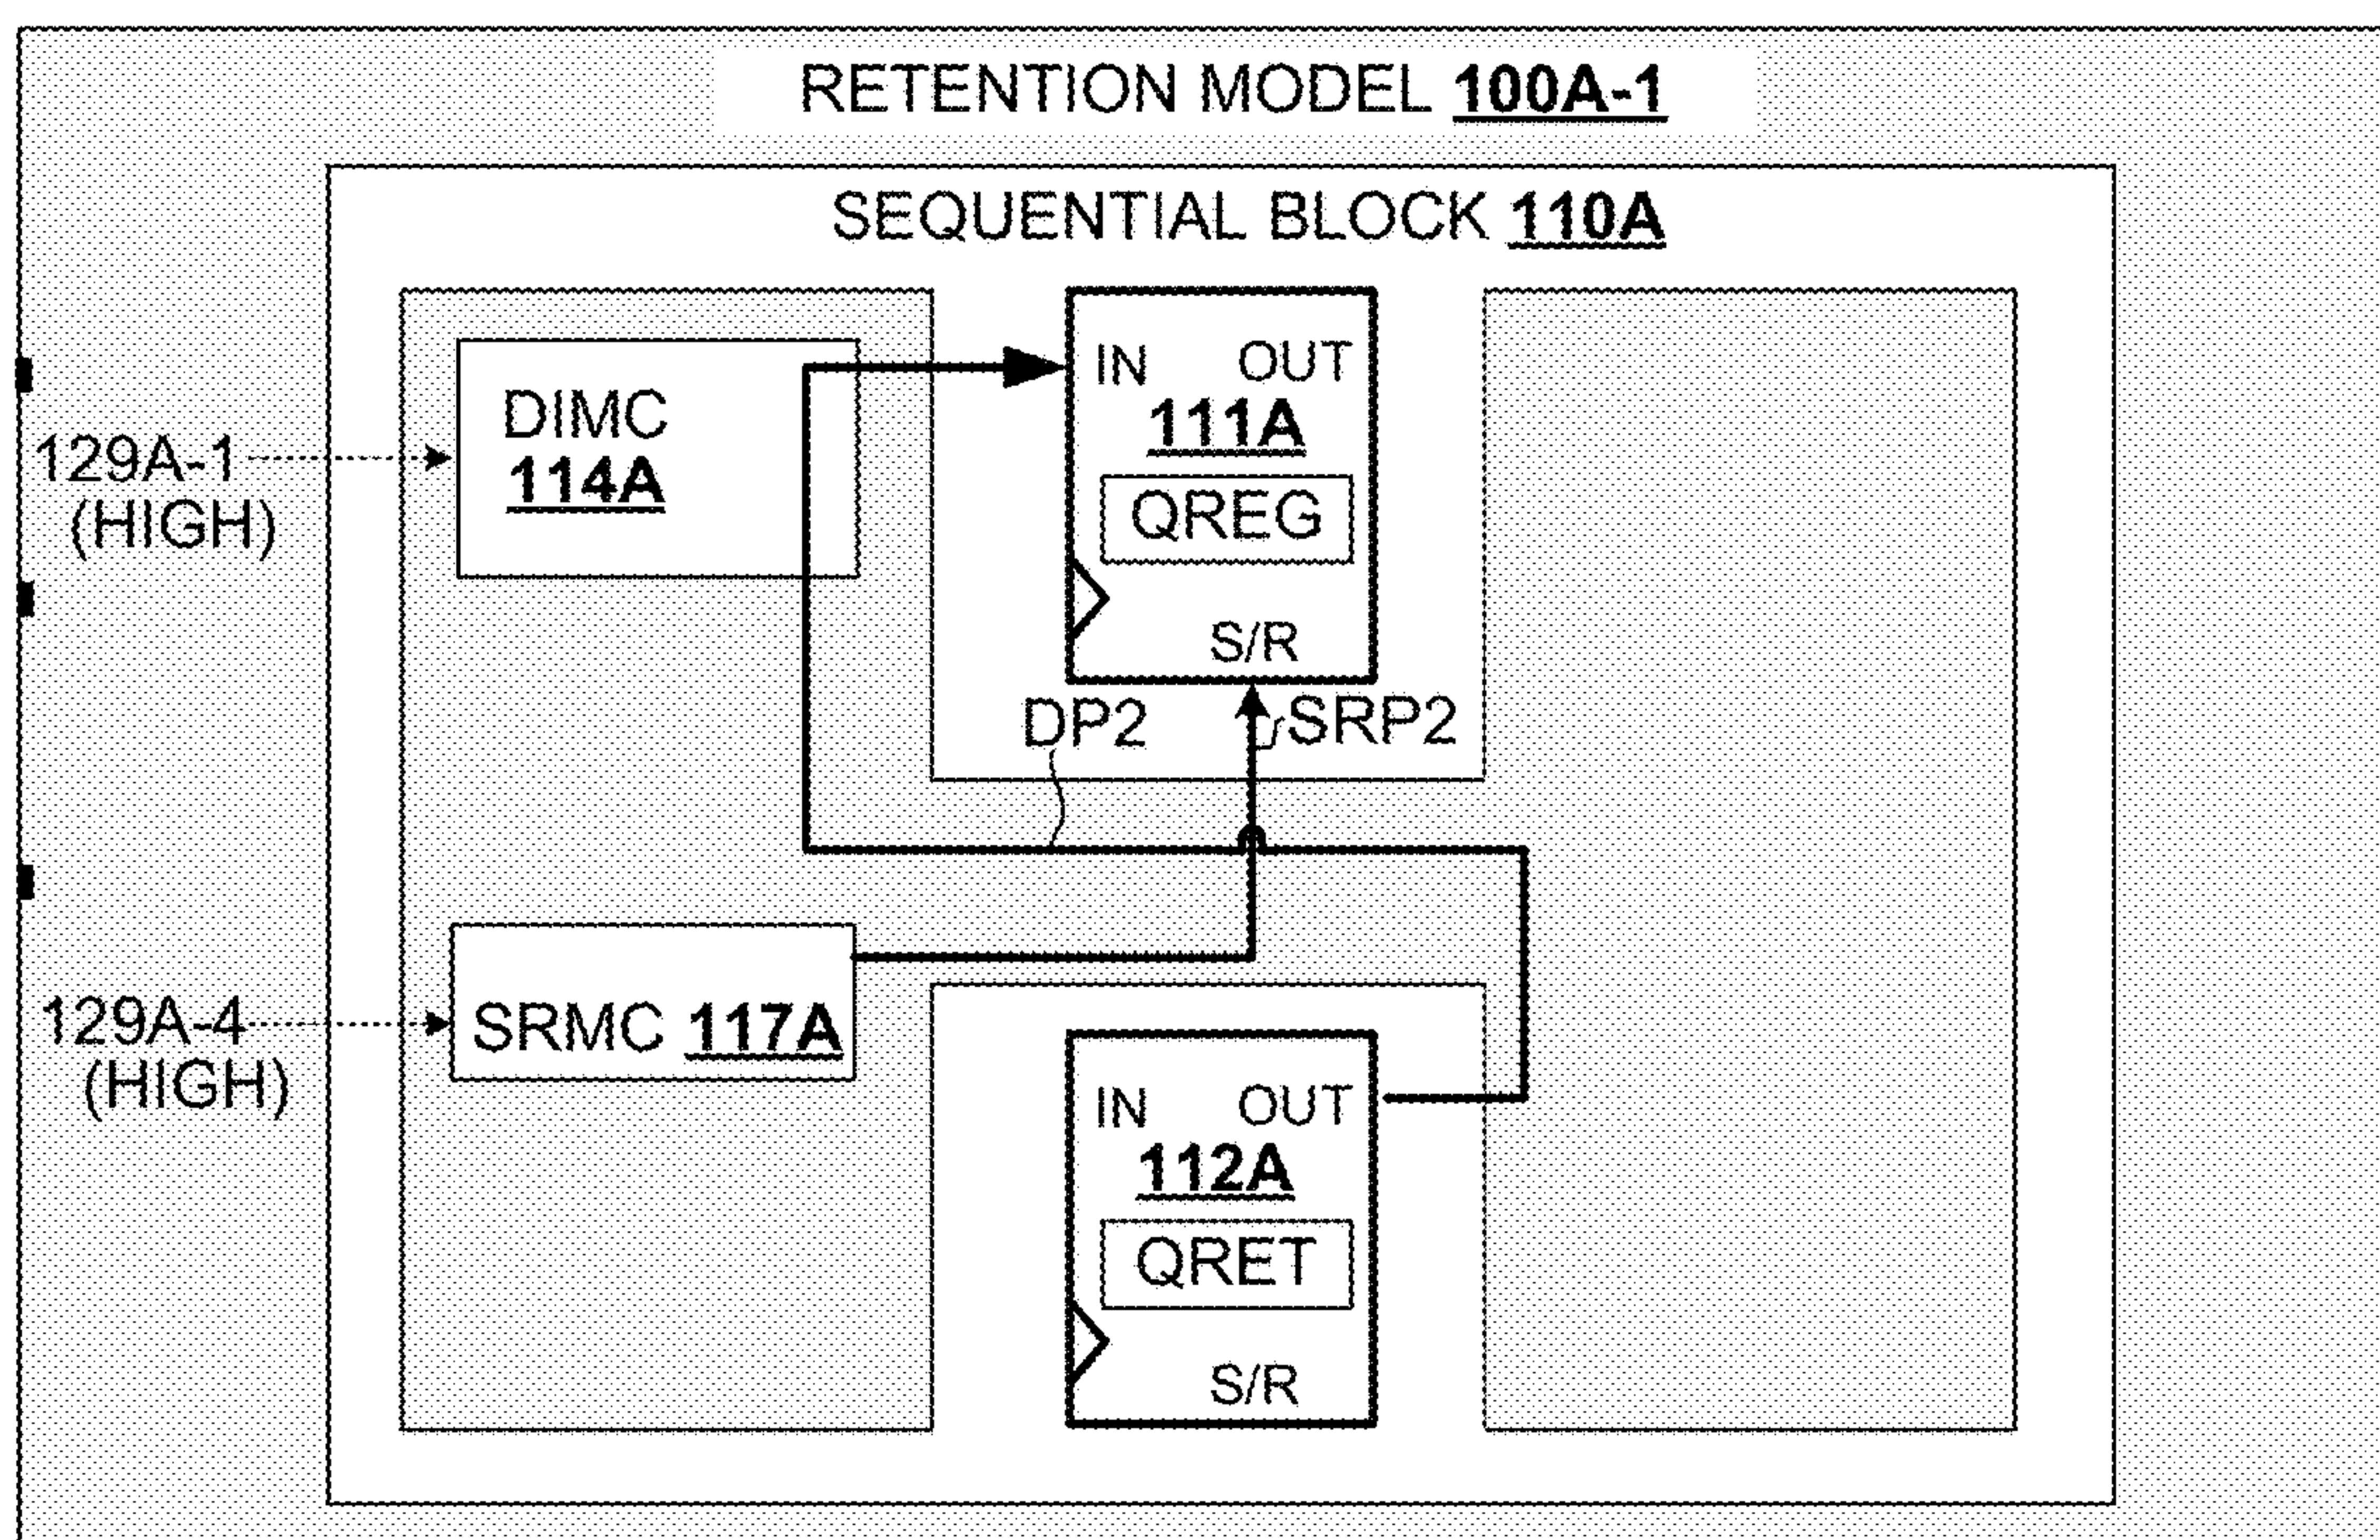 RETENTION MODEL 100A-1
SEQUENTIAL BLOCK 110A
DIMC
114A
129A-1
(HIGH)
IN OUT
111A
QREG
S/R
DP2
SRP2
129A-4
(HIGH)
SRMC 117A
IN OUT
112A
QRET
S/R